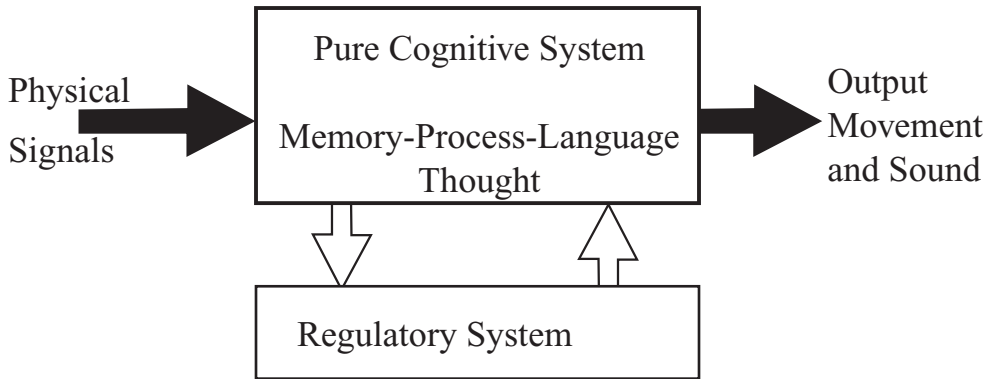 Physical
Signals
Pure Cognitive System
Memory-Process-Language
Thought
Output
Movement
and Sound
Regulatory System